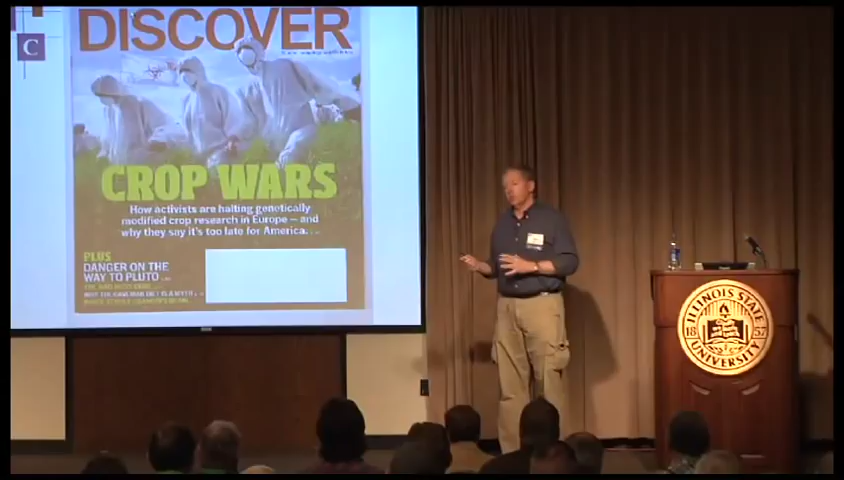 C
DISCOVER
CROP WARS
How activists are halting genetically
modified crop research in Europe — and
why they say it's too late for America...
PLUS
DANGER ON THE
WAY TO PLUTO
ILLINOIS STATE
18 57
UNIVERSITY